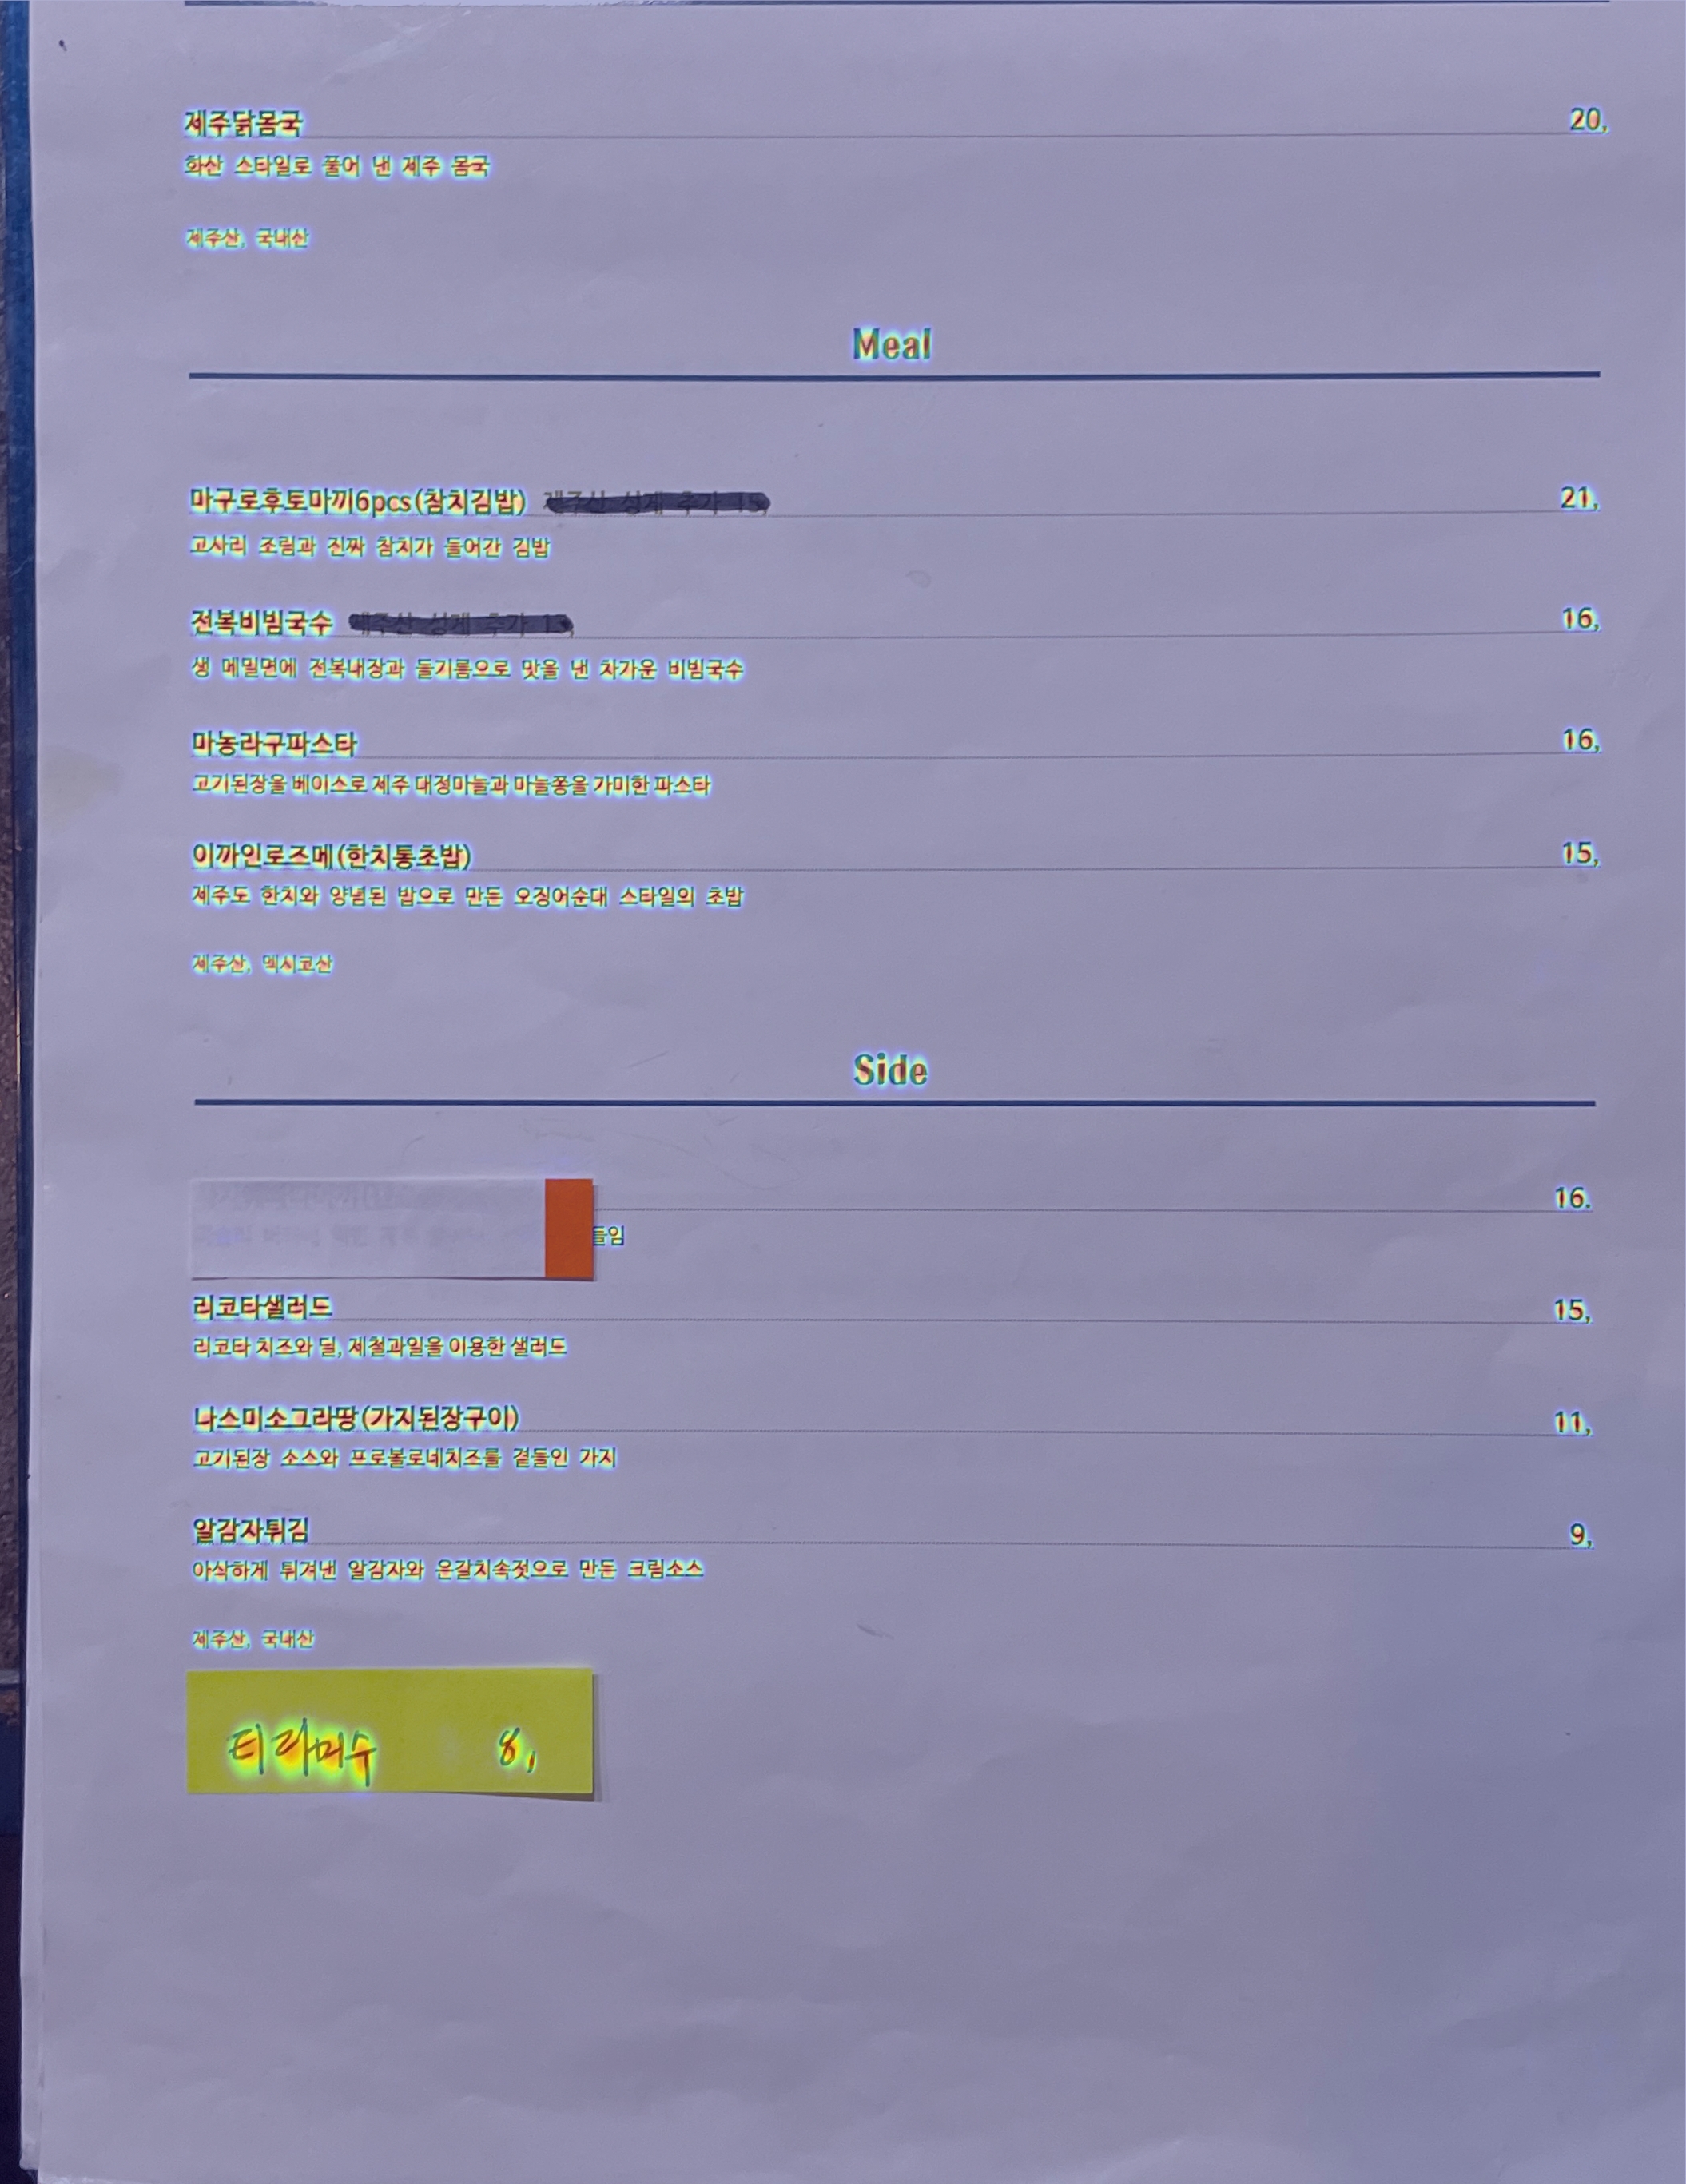 제주닭몸국 20,
화산 스타일로 풀어 낸 제주 몸국
제주산, 국내산
Meal
마구로후토마끼6pcs(참치김밥) 21,
고사리 조림과 진짜 참치가 들어간 김밥
전복비빔국수 16,
생 메밀면에 전복내장과 들기름으로 맛을 낸 차가운 비빔국수
마농라구파스타 16,
고기된장을 베이스로 제주 대정마늘과 마늘쫑을 가미한 파스타
이까인로즈메(한치통초밥) 15,
제주도 한치와 양념된 밥으로 만든 오징어순대 스타일의 초밥
제주산, 멕시코산
Side
16.
들임
리코타샐러드 15,
리코타 치즈와 딜, 제철과일을 이용한 샐러드
나스미소그라땅(가지된장구이) 11,
고기된장 소스와 프로볼로네치즈를 곁들인 가지
알감자튀김 9,
아삭하게 튀겨낸 알감자와 은갈치속젓으로 만든 크림소스
제주산, 국내산
티라미수 8,